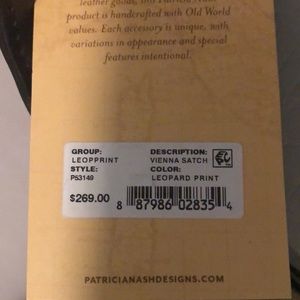 leather goods, this Patricia Nash
product is handcrafted with Old World
values. Each accessory is unique, with
variations in appearance and special
features intentional.
GROUP: DESCRIPTION:
LEOPPRINT VIENNA SATCH
STYLE: COLOR:
P53149 LEOPARD PRINT
$269.00
8 87986 02835 4
PATRICIANASHDESIGNS.COM